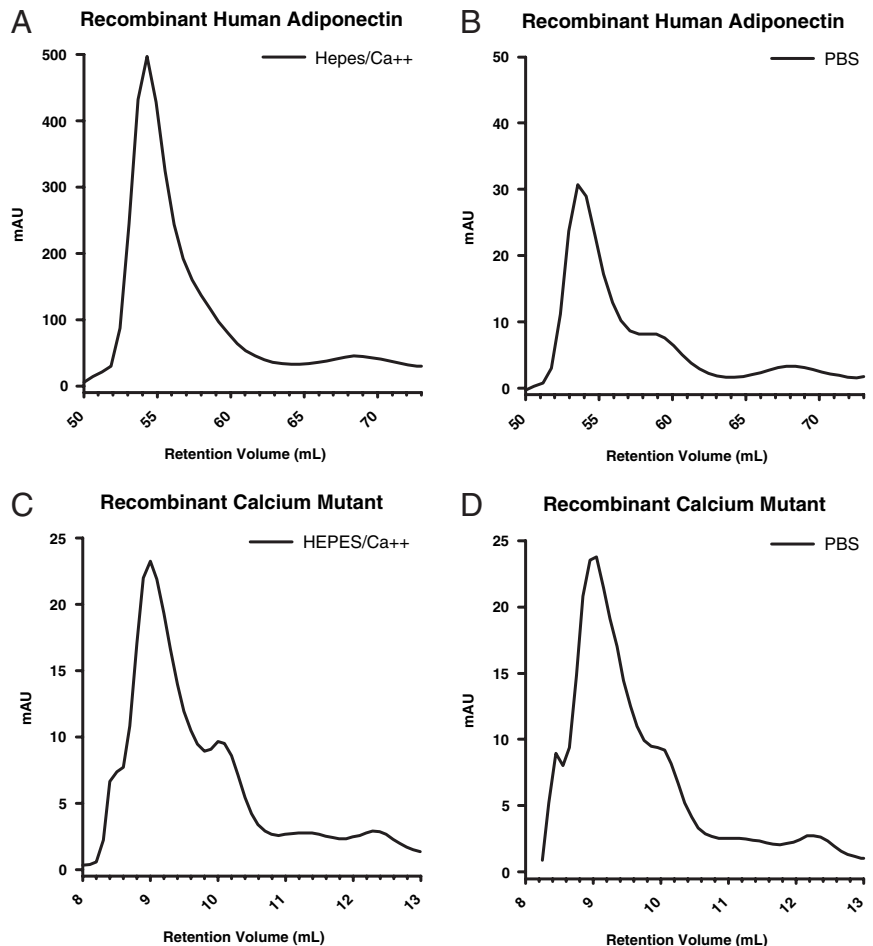 A
Recombinant Human Adiponectin
Hepes/Ca++
500
400
300
200
100
0
mAU
50
55
60
65
70
Retention Volume (mL)
B
Recombinant Human Adiponectin
PBS
50
40
30
20
10
0
mAU
50
55
60
65
70
Retention Volume (mL)
C
Recombinant Calcium Mutant
HEPES/Ca++
25
20
15
10
5
0
mAU
8
9
10
11
12
13
Retention Volume (mL)
D
Recombinant Calcium Mutant
PBS
25
20
15
10
5
0
mAU
8
9
10
11
12
13
Retention Volume (mL)